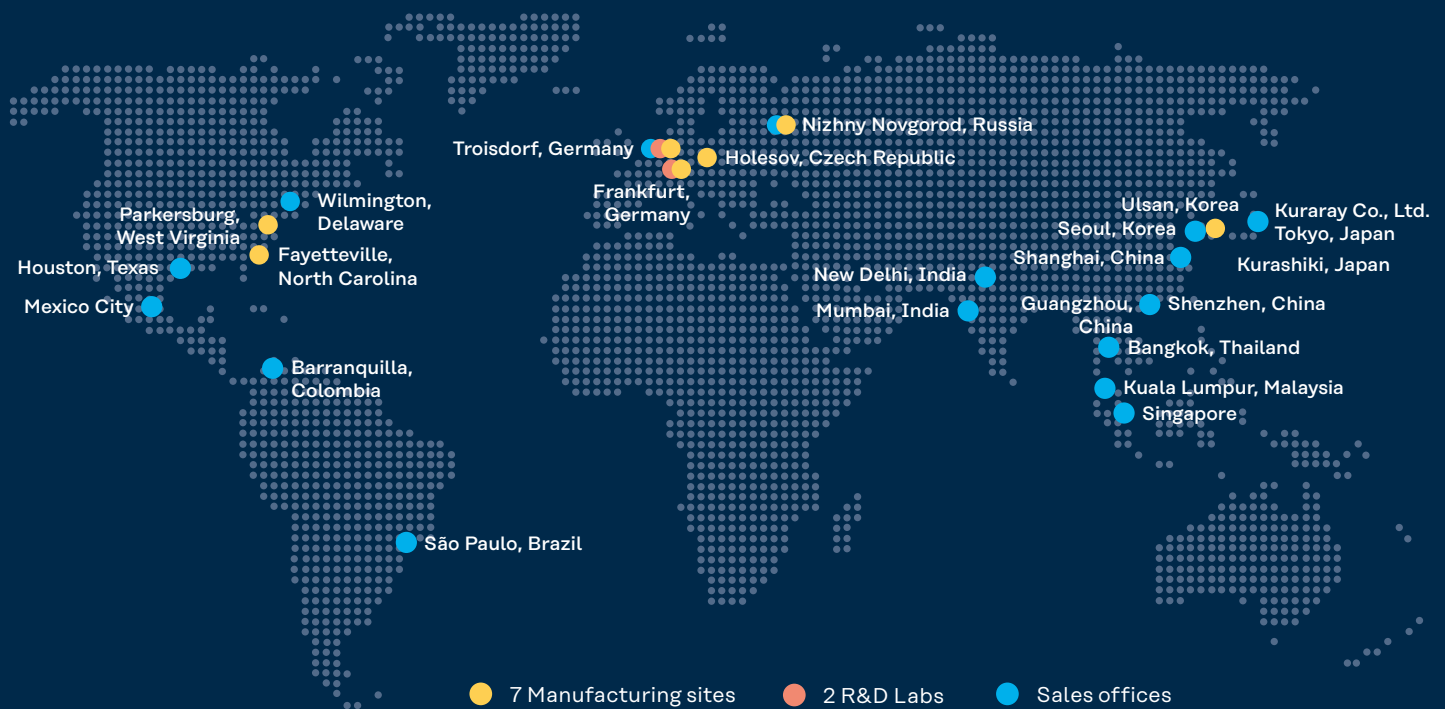 Nizhny Novgorod, Russia
Troisdorf, Germany
Holesov, Czech Republic
Frankfurt,
Germany
Wilmington,
Delaware
Parkersburg,
West Virginia
Fayetteville,
North Carolina
Houston, Texas
Mexico City
Barranquilla,
Colombia
São Paulo, Brazil
Ulsan, Korea
Seoul, Korea
Kuraray Co., Ltd.
Tokyo, Japan
Shanghai, China
Kurashiki, Japan
New Delhi, India
Mumbai, India
Guangzhou,
China
Shenzhen, China
Bangkok, Thailand
Kuala Lumpur, Malaysia
Singapore
7 Manufacturing sites
2 R&D Labs
Sales offices